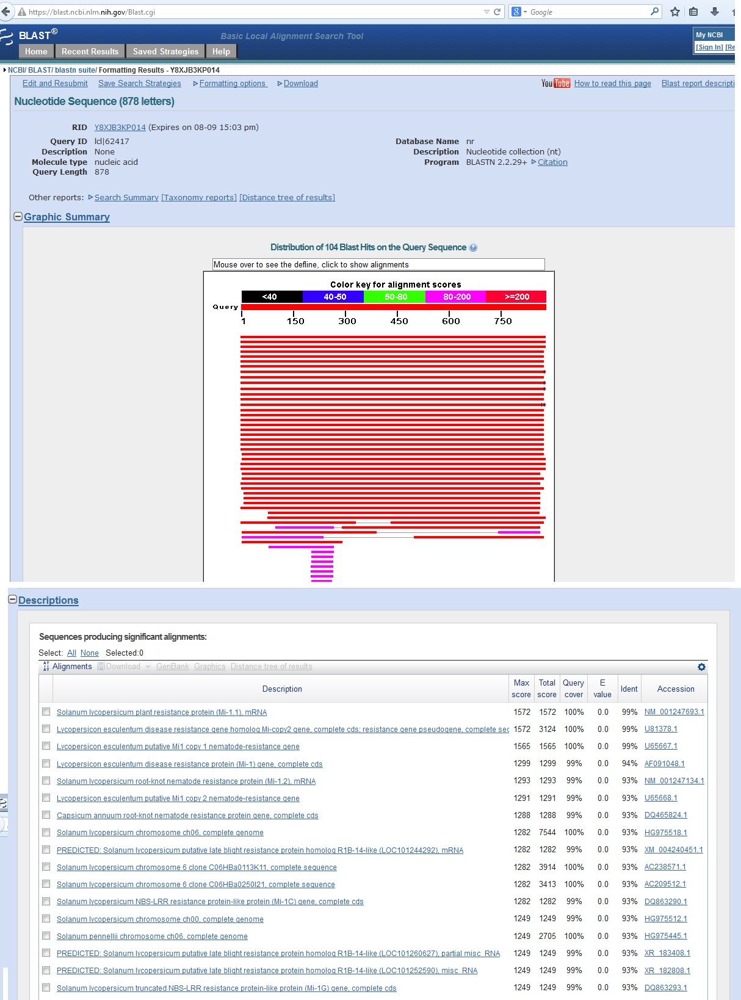 https://blast.ncbi.nlm.nih.gov/Blast.cgi
8 Google
BLAST® Basic Local Alignment Search Tool
My NCBI
[Sign In]
Home Recent Results Saved Strategies Help
NCBI/ BLAST/ blastn suite/ Formatting Results - Y8XJB3KP014
Edit and Resubmit Save Search Strategies Formatting options Download YouTube How to read this page Blast report descripti
Nucleotide Sequence (878 letters)
RID Y8XJB3KP014 (Expires on 08-09 15:03 pm)
Query ID lcl|62417 Database Name nr
Description None Description Nucleotide collection (nt)
Molecule type nucleic acid Program BLASTN 2.2.29+ Citation
Query Length 878
Other reports: Search Summary [Taxonomy reports] [Distance tree of results]
Graphic Summary
Distribution of 104 Blast Hits on the Query Sequence
Mouse over to see the defline, click to show alignments
Color key for alignment scores
<40 40-50 50-80 80-200 >=200
Query
1 150 300 450 600 750
Descriptions
Sequences producing significant alignments:
Select: All None Selected:0
Alignments Download GenBank Graphics Distance tree of results
Description Max score Total score Query cover E value Ident Accession
Solanum lycopersicum plant resistance protein (Mi-1.1), mRNA 1572 1572 100% 0.0 99% NM_001247693.1
Lycopersicon esculentum disease resistance gene homolog Mi-copy2 gene, complete cds; resistance gene pseudogene, complete sec 1572 3124 100% 0.0 99% U81378.1
Lycopersicon esculentum putative Mi1 copy 1 nematode-resistance gene 1565 1565 100% 0.0 99% U65667.1
Lycopersicon esculentum disease resistance protein (Mi-1) gene, complete cds 1299 1299 99% 0.0 94% AF091048.1
Solanum lycopersicum root-knot nematode resistance protein (Mi-1.2), mRNA 1293 1293 99% 0.0 93% NM_001247134.1
Lycopersicon esculentum putative Mi1 copy 2 nematode-resistance gene 1291 1291 99% 0.0 93% U65668.1
Capsicum annuum root-knot nematode resistance protein gene, complete cds 1288 1288 99% 0.0 93% DQ465824.1
Solanum lycopersicum chromosome ch06, complete genome 1282 7544 100% 0.0 93% HG975518.1
PREDICTED: Solanum lycopersicum putative late blight resistance protein homolog R1B-14-like (LOC101244292), mRNA 1282 1282 99% 0.0 93% XM_004240451.1
Solanum lycopersicum chromosome 6 clone C06HBa0113K11, complete sequence 1282 3914 100% 0.0 93% AC238571.1
Solanum lycopersicum chromosome 6 clone C06HBa0250I21, complete sequence 1282 3413 100% 0.0 93% AC209512.1
Solanum lycopersicum NBS-LRR resistance protein-like protein (Mi-1C) gene, complete cds 1282 1282 99% 0.0 93% DQ863290.1
Solanum lycopersicum chromosome ch00, complete genome 1249 1249 99% 0.0 93% HG975512.1
Solanum pennellii chromosome ch06, complete genome 1249 2705 100% 0.0 93% HG975445.1
PREDICTED: Solanum lycopersicum putative late blight resistance protein homolog R1B-14-like (LOC101260627), partial misc_RNA 1249 1249 99% 0.0 93% XR_183408.1
PREDICTED: Solanum lycopersicum putative late blight resistance protein homolog R1B-14-like (LOC101252590), misc_RNA 1249 1249 99% 0.0 93% XR_182808.1
Solanum lycopersicum truncated NBS-LRR resistance protein-like protein (Mi-1G) gene, complete cds 1249 1249 99% 0.0 93% DQ863293.1